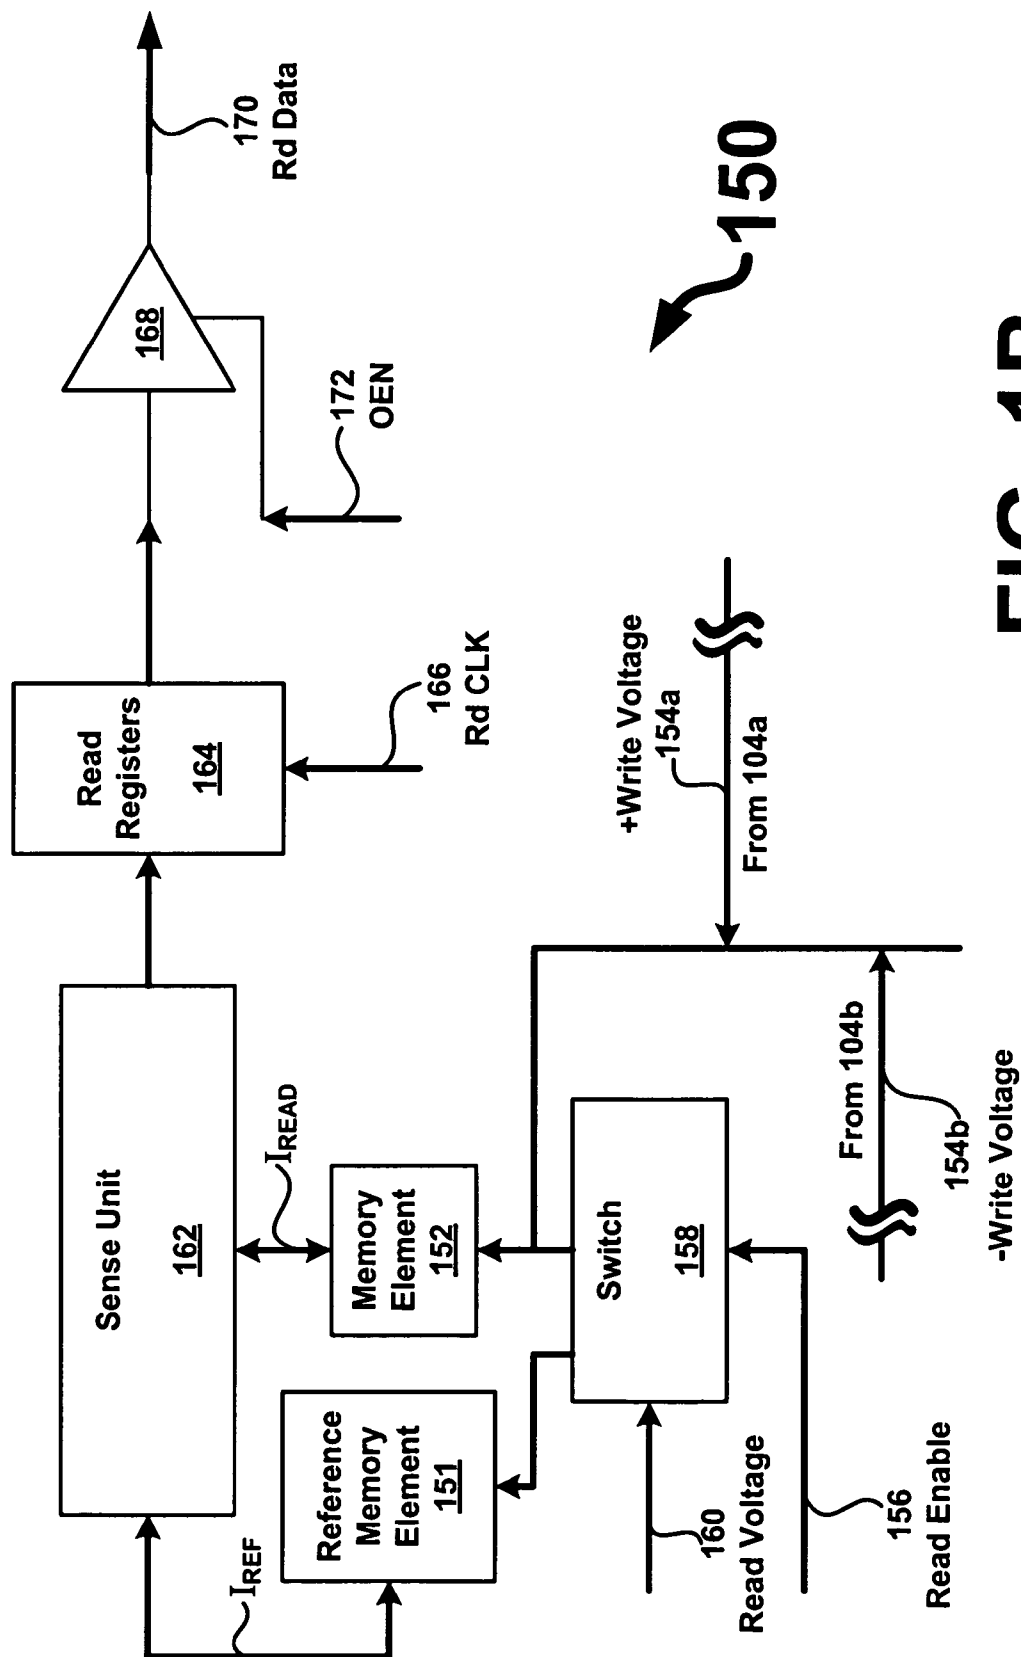 170
Rd Data
168
172
OEN
150
Read
Registers
164
166
Rd CLK
+Write Voltage
154a
From 104a
Sense Unit
162
I_READ
Memory
Element
152
Switch
158
From 104b
154b
-Write Voltage
Reference
Memory
Element
151
I_REF
160
Read Voltage
156
Read Enable